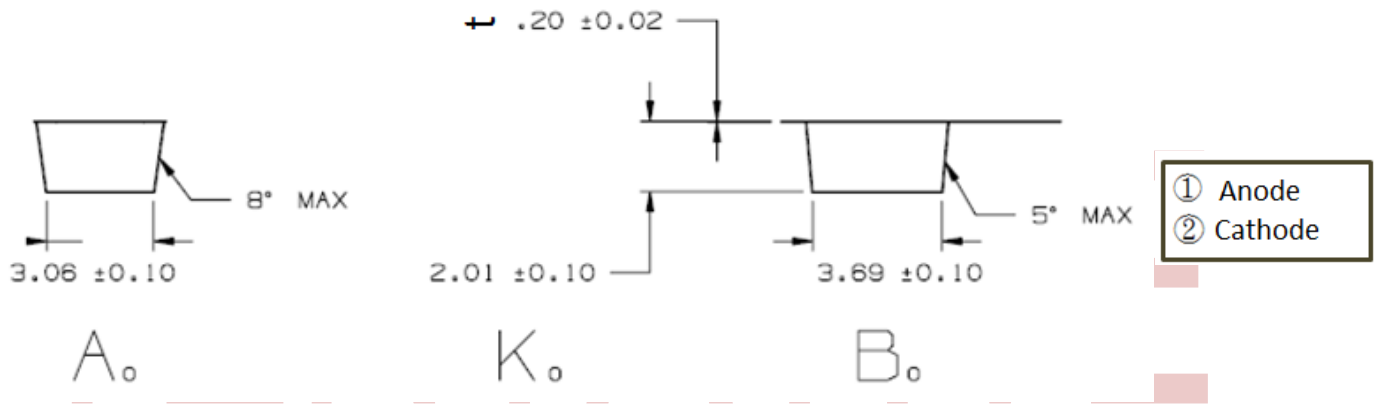 t .20 ±0.02
8° MAX
5° MAX
① Anode
② Cathode
3.06 ±0.10
2.01 ±0.10
3.69 ±0.10
A₀
K₀
B₀